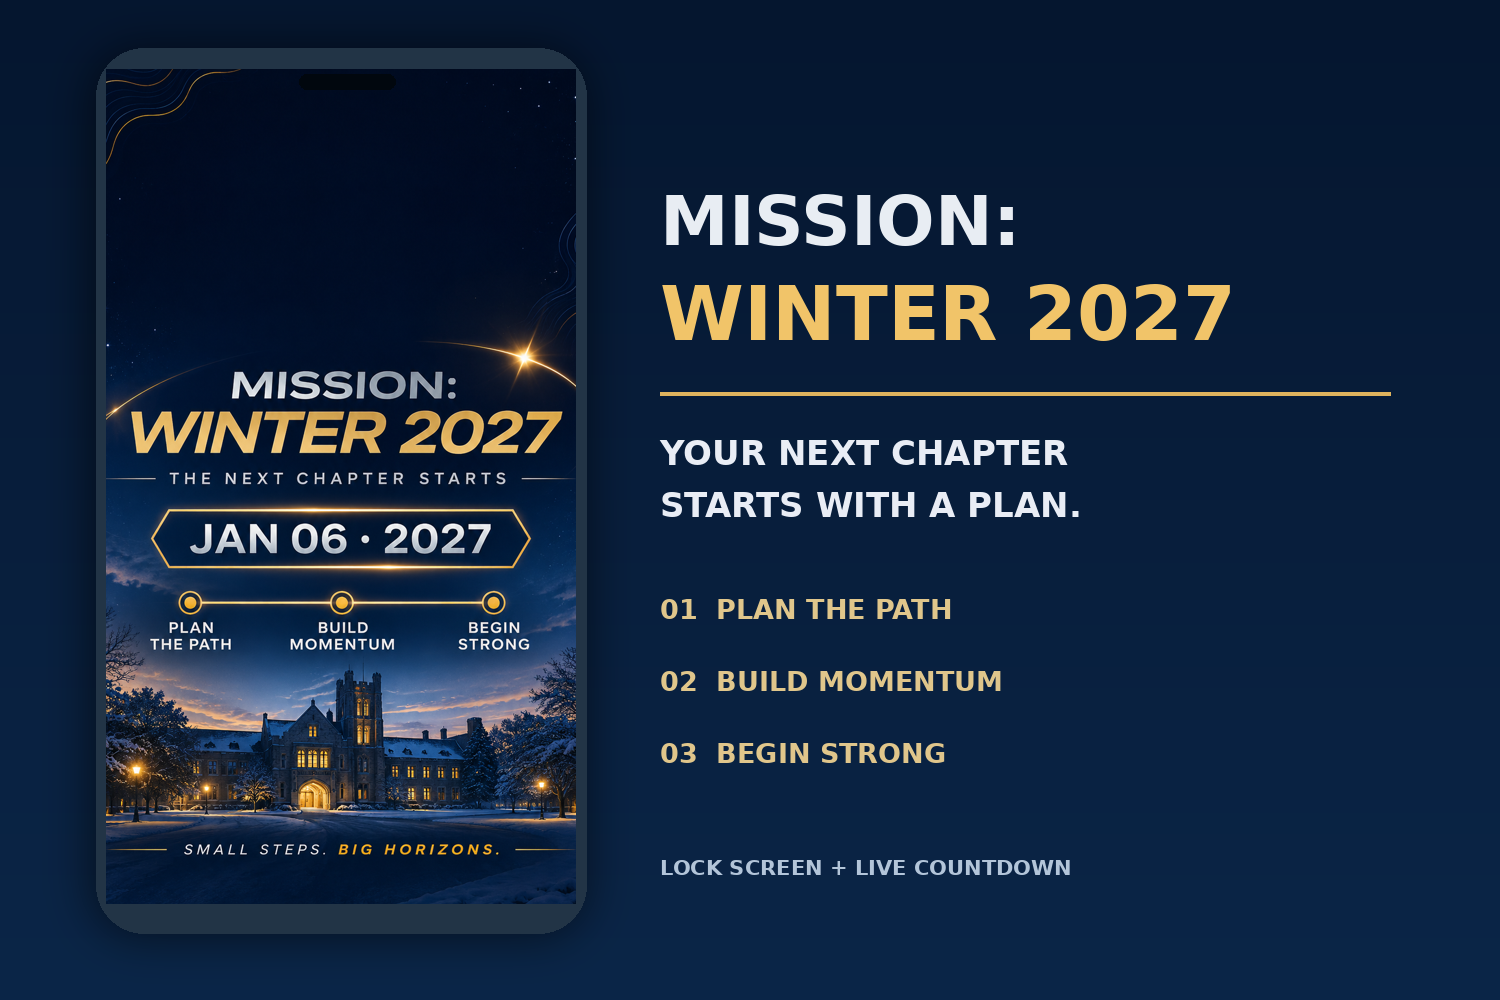 MISSION:
WINTER 2027
THE NEXT CHAPTER STARTS
JAN 06 · 2027
PLAN
THE PATH
BUILD
MOMENTUM
BEGIN
STRONG
SMALL STEPS. BIG HORIZONS.
MISSION:
WINTER 2027
YOUR NEXT CHAPTER
STARTS WITH A PLAN.
01 PLAN THE PATH
02 BUILD MOMENTUM
03 BEGIN STRONG
LOCK SCREEN + LIVE COUNTDOWN